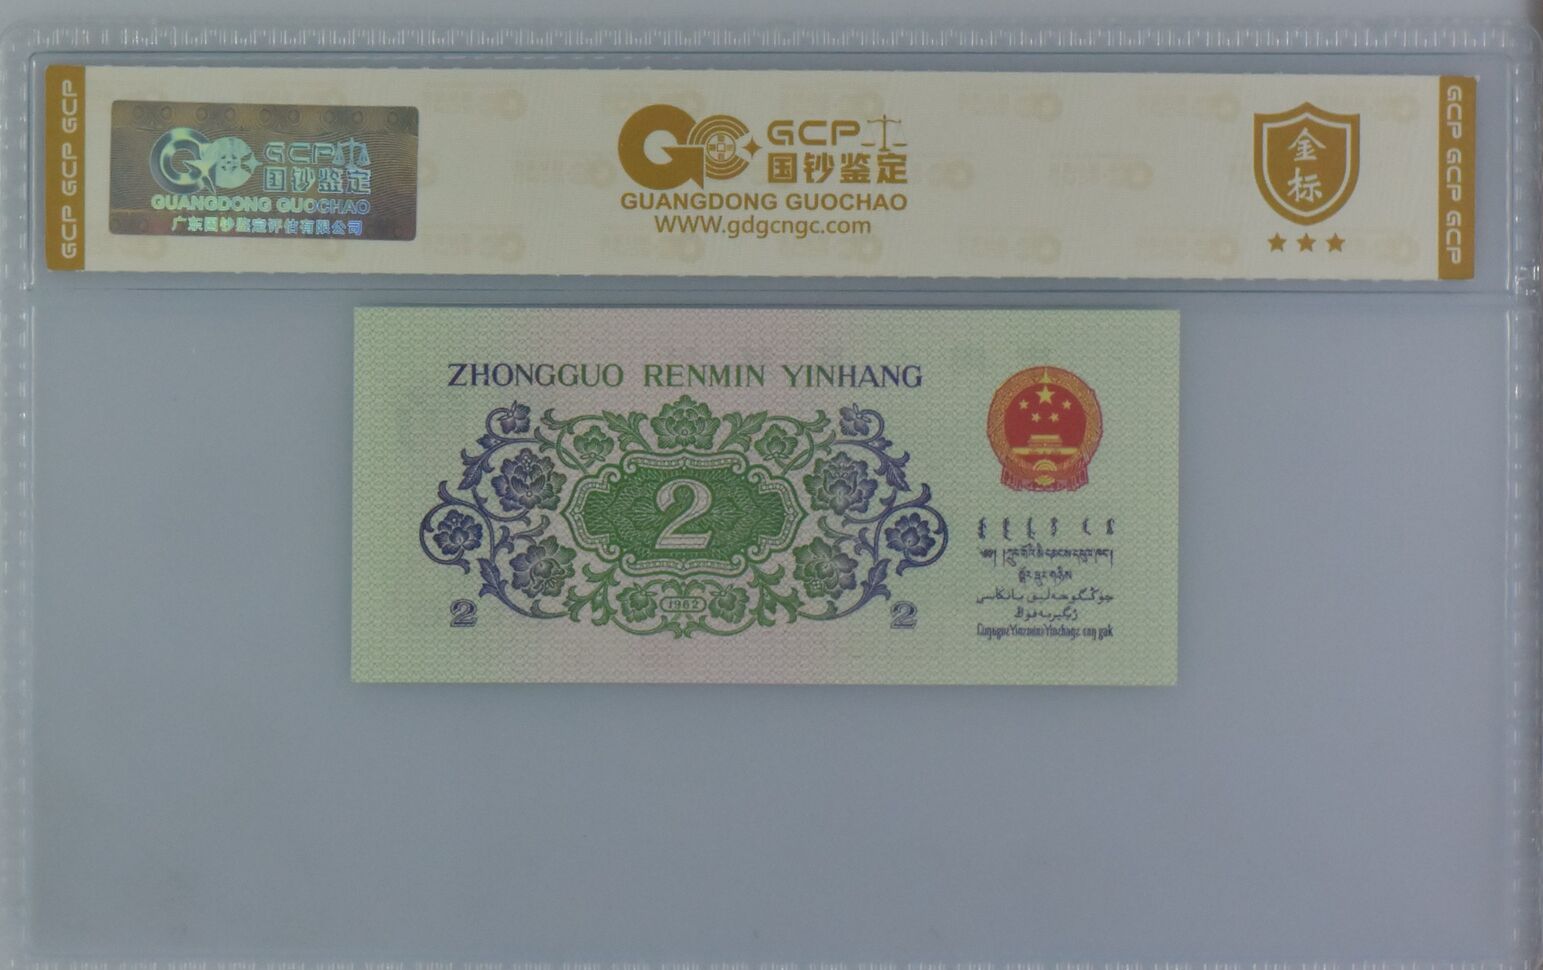 GCP GCP GCP
GCP
国钞鉴定
GUANGDONG GUOCHAO
广东国钞鉴定评估有限公司
GCP
国钞鉴定
GUANGDONG GUOCHAO
WWW.gdgcngc.com
金标
GCP GCP GCP
ZHONGGUO RENMIN YINHANG
2
1962
2 2